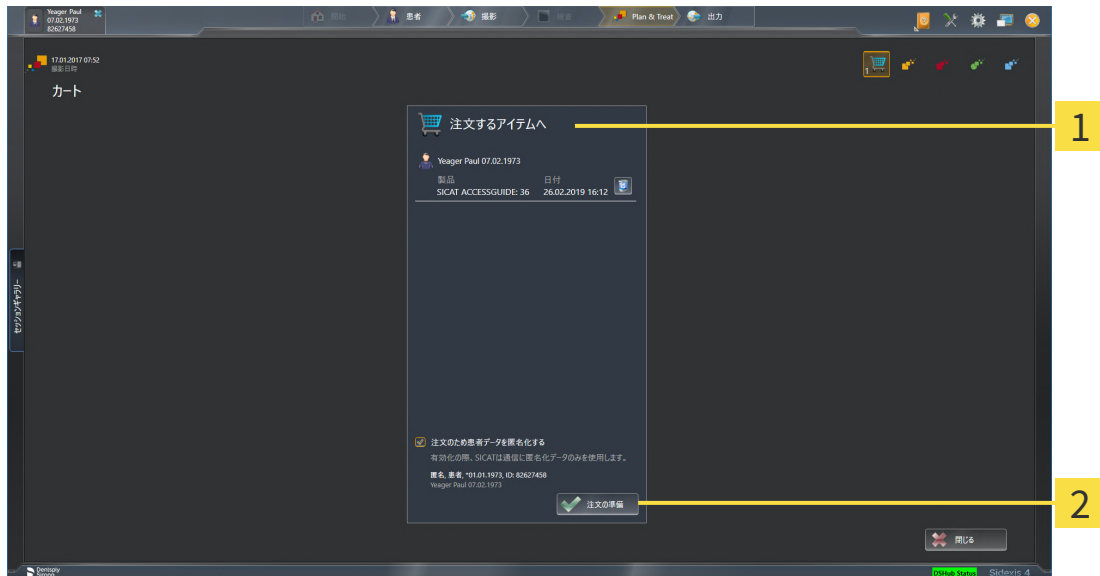 Yeager Paul
07.02.1973
82627458
開始
患者
撮影
検査
Plan & Treat
出力
17.01.2017 07:52
撮影日時
1
カート
注文するアイテムへ
1
Yeager Paul 07.02.1973
製品 日付
SICAT ACCESSGUIDE: 36 26.02.2019 16:12
セッションギャラリー
注文のため患者データを匿名化する
有効化の際、SICATは通信に匿名化データのみを使用します。
匿名, 患者, *01.01.1973, ID: 82627458
Yeager Paul 07.02.1973
注文の準備
2
閉じる
Dentsply
Sirona
DSHub Status
Sidexis 4